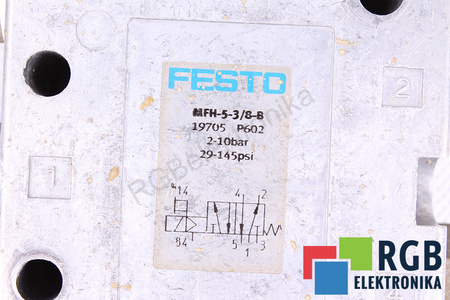 FESTO
2
MFH-5-3/8-B
19705 P602
2-10bar
29-145psi
1
14
4 2
84
5 3
1
RGB
ELEKTRONIKA
RGBelektronika